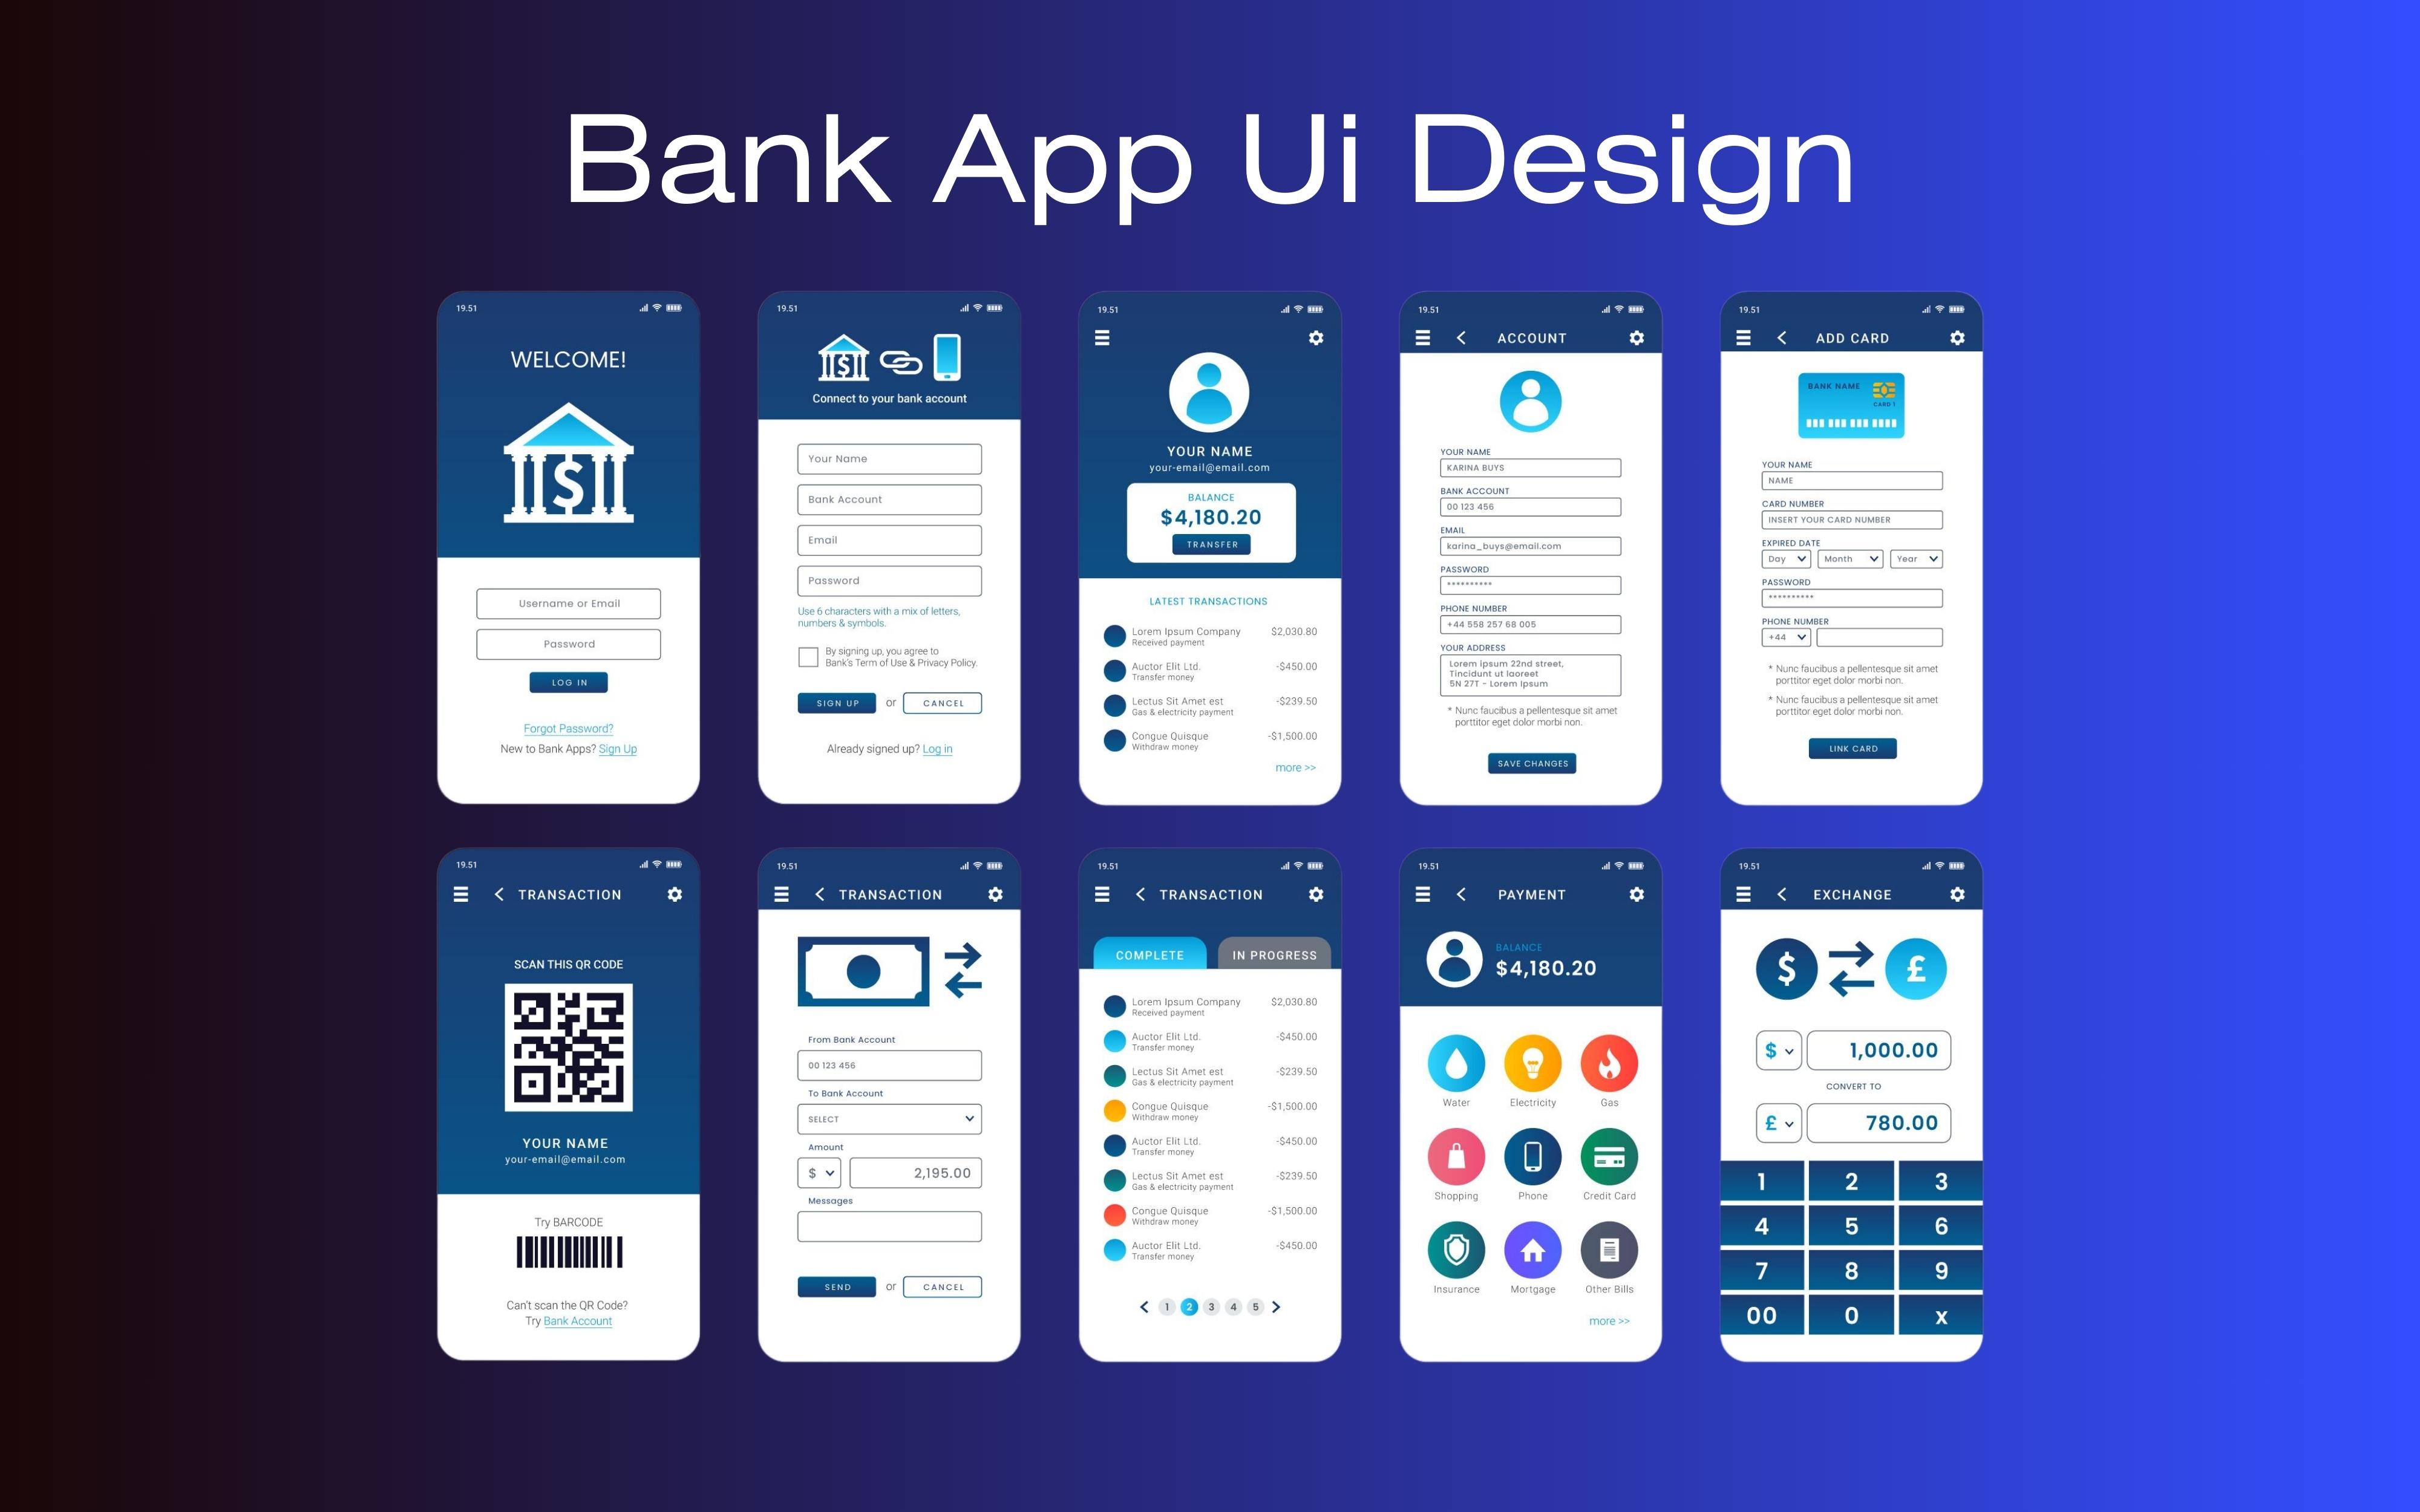 Bank App Ui Design
19.51
WELCOME!
$
Username or Email
Password
LOG IN
Forgot Password?
New to Bank Apps? Sign Up
19.51
$
Connect to your bank account
Your Name
Bank Account
Email
Password
Use 6 characters with a mix of letters,
numbers & symbols.
By signing up, you agree to
Bank's Term of Use & Privacy Policy.
SIGN UP or CANCEL
Already signed up? Log in
19.51
YOUR NAME
your-email@email.com
BALANCE
$4,180.20
TRANSFER
LATEST TRANSACTIONS
Lorem Ipsum Company $2,030.80
Received payment
Auctor Elit Ltd. -$450.00
Transfer money
Lectus Sit Amet est -$239.50
Gas & electricity payment
Congue Quisque -$1,500.00
Withdraw money
more >>
19.51
< ACCOUNT
YOUR NAME
KARINA BUYS
BANK ACCOUNT
00 123 456
EMAIL
karina_buys@email.com
PASSWORD
**********
PHONE NUMBER
+44 558 257 68 005
YOUR ADDRESS
Lorem ipsum 22nd street,
Tincidunt ut laoreet
5N 27T - Lorem Ipsum
* Nunc faucibus a pellentesque sit amet
porttitor eget dolor morbi non.
SAVE CHANGES
19.51
< ADD CARD
BANK NAME
CARD 1
YOUR NAME
NAME
CARD NUMBER
INSERT YOUR CARD NUMBER
EXPIRED DATE
Day Month Year
PASSWORD
**********
PHONE NUMBER
+44
* Nunc faucibus a pellentesque sit amet
porttitor eget dolor morbi non.
* Nunc faucibus a pellentesque sit amet
porttitor eget dolor morbi non.
LINK CARD
19.51
< TRANSACTION
SCAN THIS QR CODE
YOUR NAME
your-email@email.com
Try BARCODE
Can't scan the QR Code?
Try Bank Account
19.51
< TRANSACTION
From Bank Account
00 123 456
To Bank Account
SELECT
Amount
$ 2,195.00
Messages
SEND or CANCEL
19.51
< TRANSACTION
COMPLETE IN PROGRESS
Lorem Ipsum Company $2,030.80
Received payment
Auctor Elit Ltd. -$450.00
Transfer money
Lectus Sit Amet est -$239.50
Gas & electricity payment
Congue Quisque -$1,500.00
Withdraw money
Auctor Elit Ltd. -$450.00
Transfer money
Lectus Sit Amet est -$239.50
Gas & electricity payment
Congue Quisque -$1,500.00
Withdraw money
Auctor Elit Ltd. -$450.00
Transfer money
< 1 2 3 4 5 >
19.51
< PAYMENT
BALANCE
$4,180.20
Water Electricity Gas
Shopping Phone Credit Card
Insurance Mortgage Other Bills
more >>
19.51
< EXCHANGE
$ £
$ 1,000.00
CONVERT TO
£ 780.00
1 2 3
4 5 6
7 8 9
00 0 x